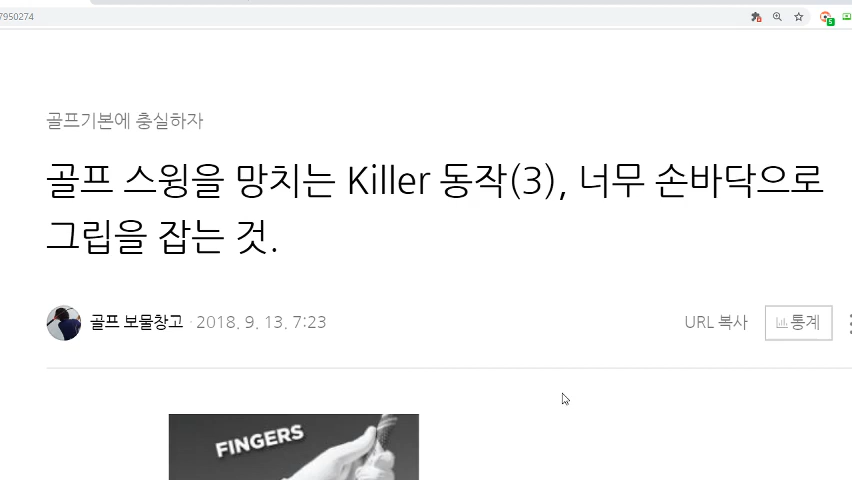 7950274
5
골프기본에 충실하자
골프 스윙을 망치는 Killer 동작(3), 너무 손바닥으로
그립을 잡는 것.
골프 보물창고 · 2018. 9. 13. 7:23
URL 복사
통계
FINGERS